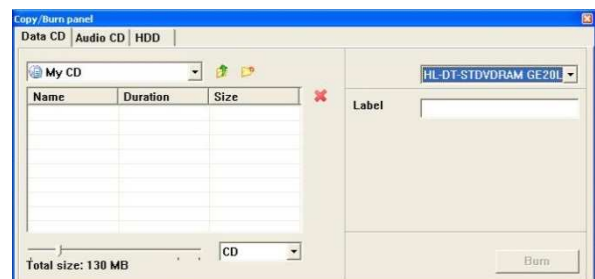 Copy/Burn panel
Data CD Audio CD HDD
My CD
HL-DT-STDVDRAM GE20L
Name Duration Size
Label
CD
Total size: 130 MB
Burn